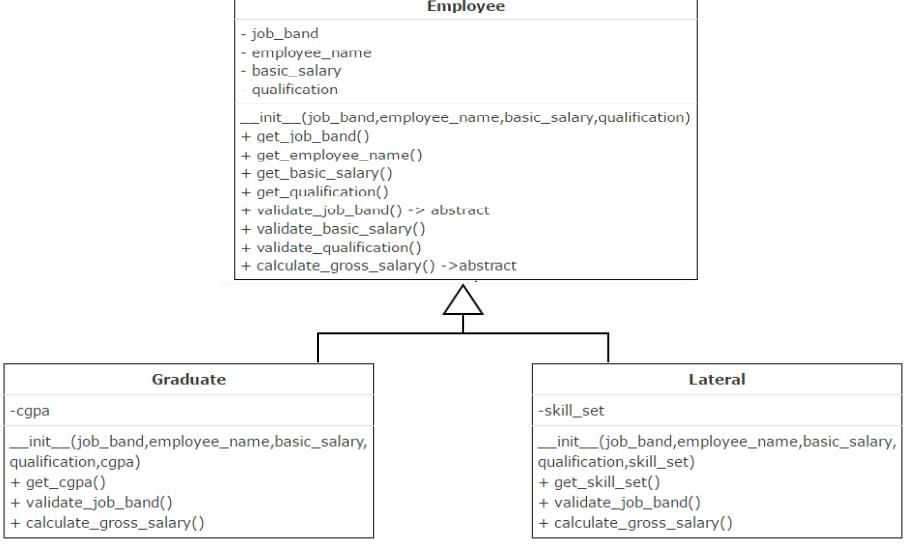 Employee
- job_band
- employee_name
- basic_salary
qualification
__init__(job_band,employee_name,basic_salary,qualification)
+ get_job_band()
+ get_employee_name()
+ get_basic_salary()
+ get_qualification()
+ validate_job_band() -> abstract
+ validate_basic_salary()
+ validate_qualification()
+ calculate_gross_salary() ->abstract
Graduate
-cgpa
__init__(job_band,employee_name,basic_salary,
qualification,cgpa)
+ get_cgpa()
+ validate_job_band()
+ calculate_gross_salary()
Lateral
-skill_set
__init__(job_band,employee_name,basic_salary,
qualification,skill_set)
+ get_skill_set()
+ validate_job_band()
+ calculate_gross_salary()